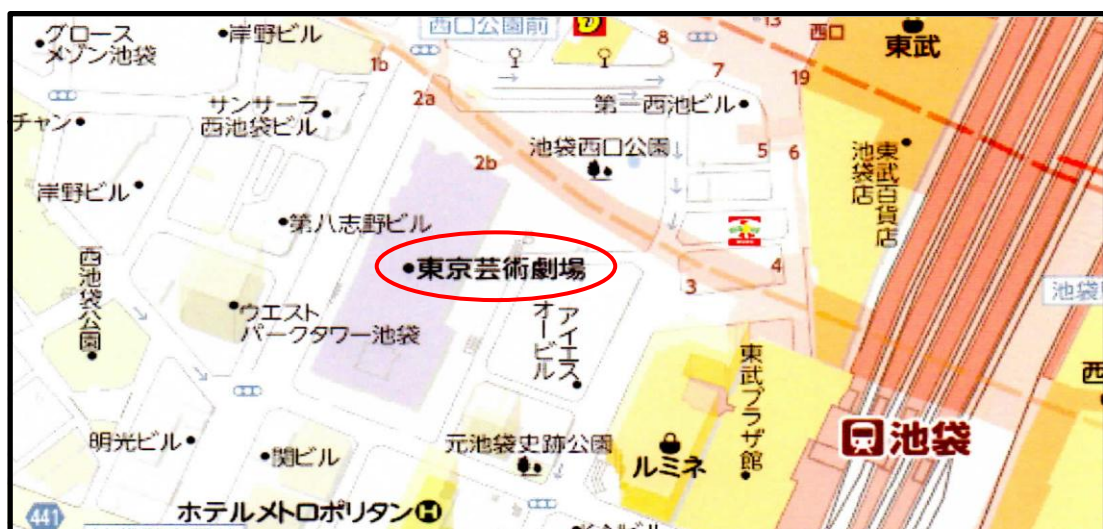 グロース
メゾン池袋
岸野ビル
西口公園前
13
8
西口
東武
1b
2a
7
19
サンサーラ
西池袋ビル
第一西池ビル
チャン
2b
池袋西口公園
5
6
東武百貨店
池袋店
岸野ビル
第八志野ビル
東京芸術劇場
4
3
西池袋公園
ウエスト
パークタワー池袋
アイエス
オービル
東武プラザ館
池袋
西
明光ビル
関ビル
元池袋史跡公園
ルミネ
池袋
441
ホテルメトロポリタン
H